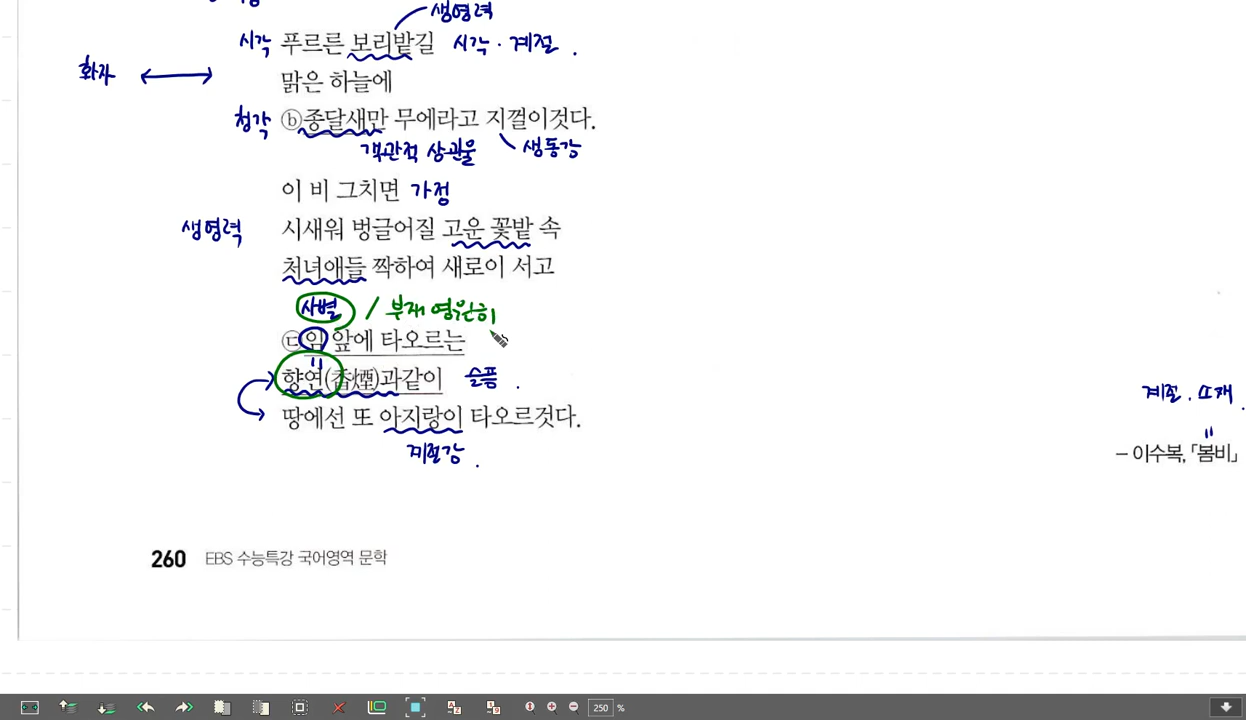 생명력
시각 푸르른 보리밭길 시각·계절.
화자 맑은 하늘에
청각 ⓑ종달새만 무에라고 지껄이것다.
객관적 상관물 생동감
이 비 그치면 가정
생명력 시새워 벙글어질 고운 꽃밭 속
처녀애들 짝하여 새로이 서고
사별 / 부재 영원히
㉢임 앞에 타오르는
향연(香煙)과같이 슬픔.
땅에선 또 아지랑이 타오르것다.
계절감.
계절.
- 이수복, 「봄비」
260 EBS 수능특강 국어영역 문학
250 %